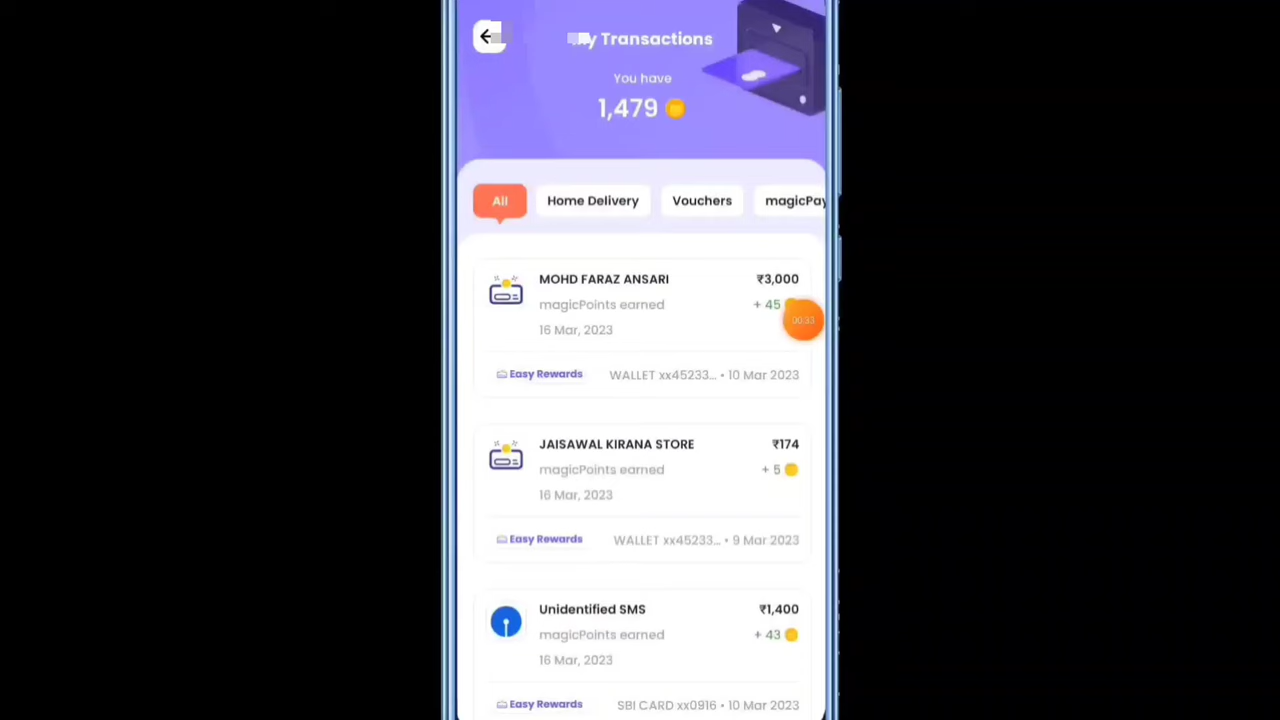 Transactions
You have
1,479
All
Home Delivery
Vouchers
magicPay
MOHD FARAZ ANSARI
₹3,000
magicPoints earned
+ 45
16 Mar, 2023
00:33
Easy Rewards
WALLET xx45233... • 10 Mar 2023
JAISAWAL KIRANA STORE
₹174
magicPoints earned
+ 5
16 Mar, 2023
Easy Rewards
WALLET xx45233... • 9 Mar 2023
Unidentified SMS
₹1,400
magicPoints earned
+ 43
16 Mar, 2023
Easy Rewards
SBI CARD xx0916 • 10 Mar 2023